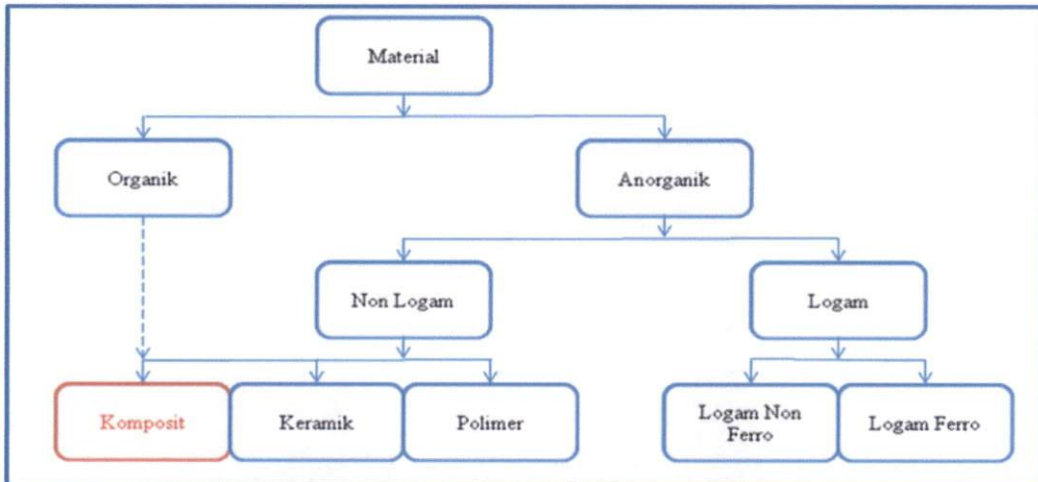 Material
Organik
Anorganik
Non Logam
Logam
Komposit
Keramik
Polimer
Logam Non
Ferro
Logam Ferro